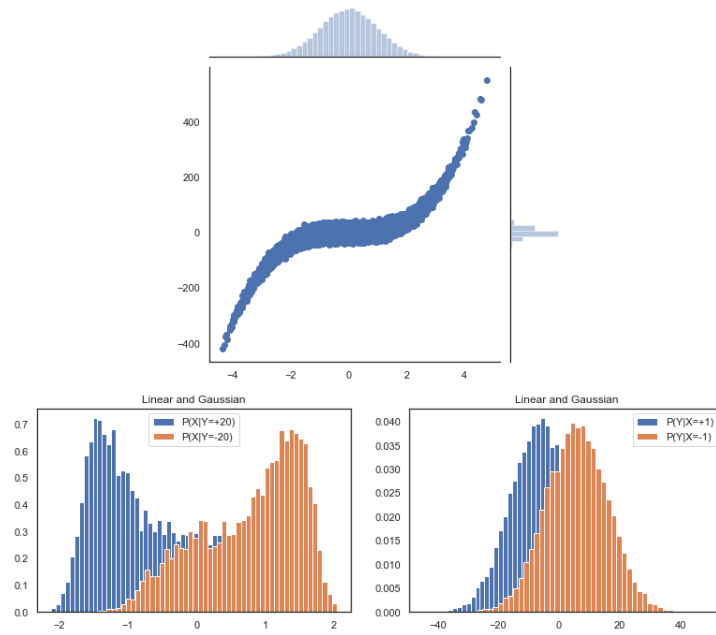 400
200
0
−200
−400
−4 −2 0 2 4
Linear and Gaussian
0.7
0.6
0.5
0.4
0.3
0.2
0.1
0.0
P(X|Y=+20)
P(X|Y=-20)
−2 −1 0 1 2
Linear and Gaussian
0.040
0.035
0.030
0.025
0.020
0.015
0.010
0.005
0.000
P(Y|X=+1)
P(Y|X=-1)
−40 −20 0 20 40